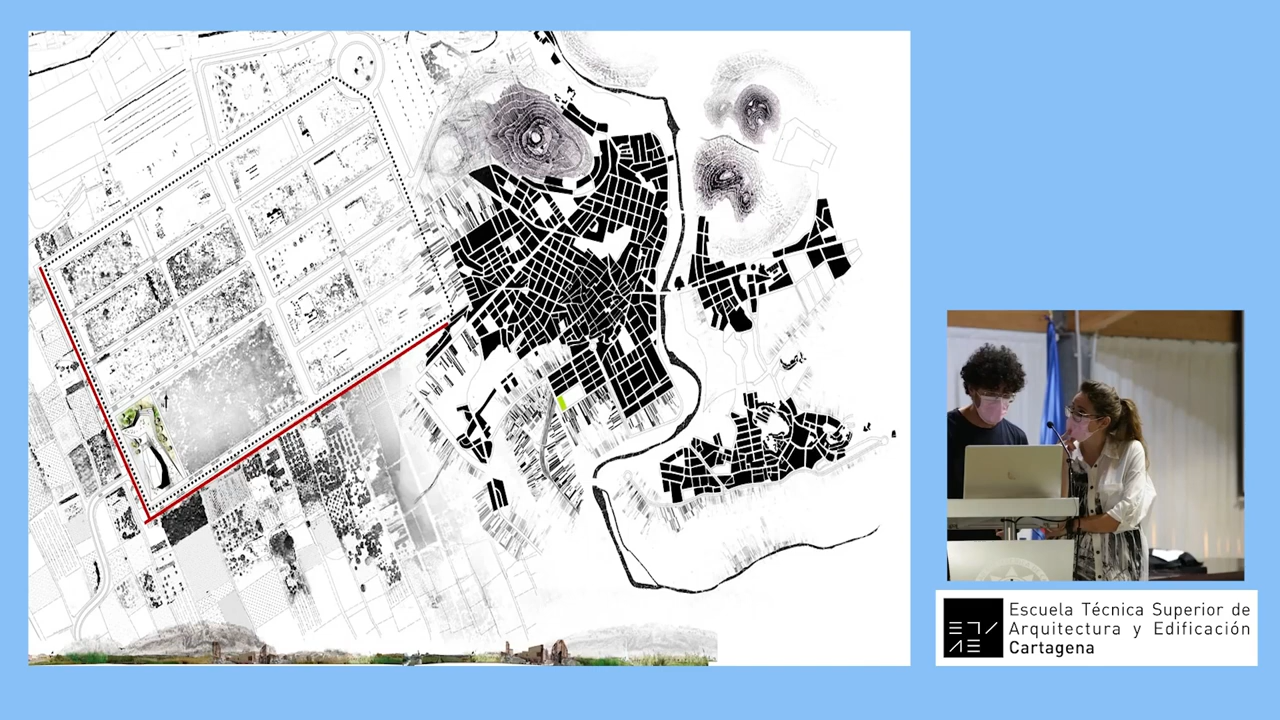 Escuela Técnica Superior de
Arquitectura y Edificación
Cartagena